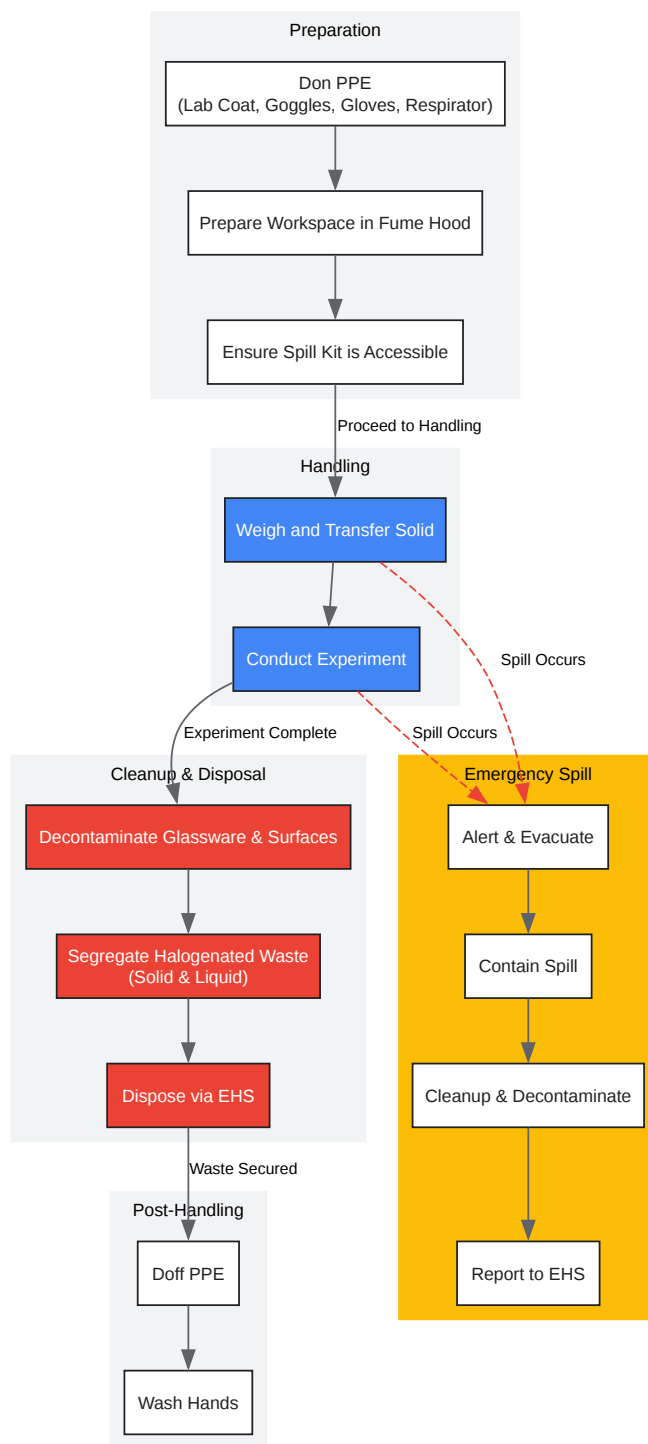 Preparation
Don PPE
(Lab Coat, Goggles, Gloves, Respirator)
Prepare Workspace in Fume Hood
Ensure Spill Kit is Accessible
Proceed to Handling
Handling
Weigh and Transfer Solid
Conduct Experiment
Spill Occurs
Experiment Complete
Spill Occurs
Cleanup & Disposal
Decontaminate Glassware & Surfaces
Segregate Halogenated Waste
(Solid & Liquid)
Dispose via EHS
Waste Secured
Post-Handling
Doff PPE
Wash Hands
Emergency Spill
Alert & Evacuate
Contain Spill
Cleanup & Decontaminate
Report to EHS